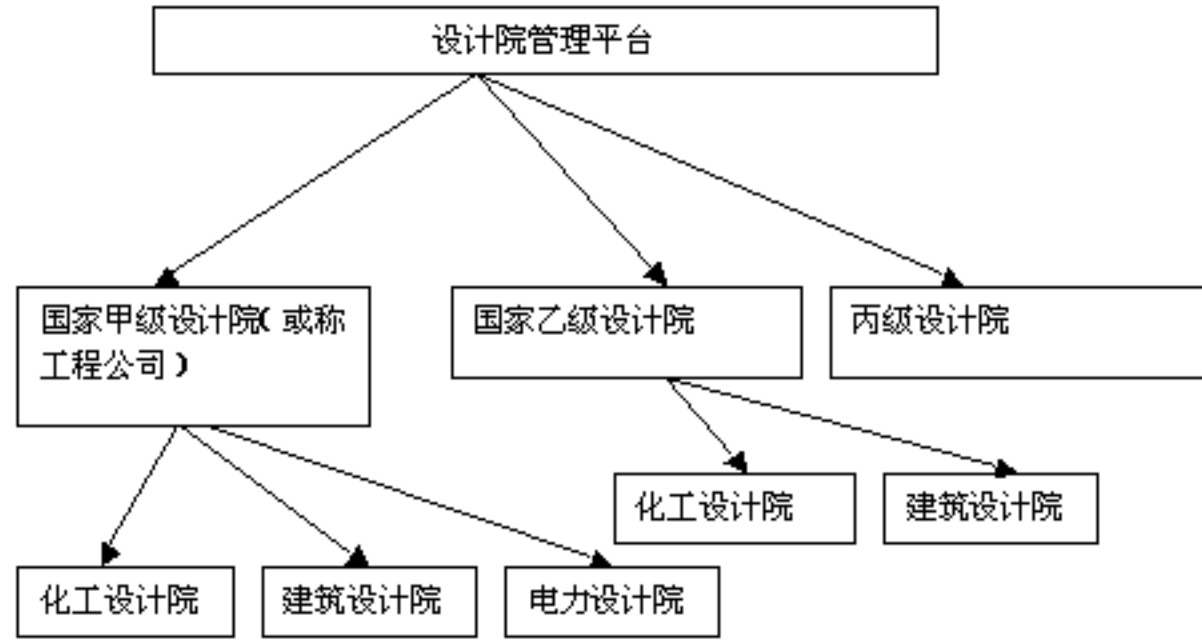 设计院管理平台
国家甲级设计院(或称
工程公司)
国家乙级设计院
丙级设计院
化工设计院
建筑设计院
化工设计院
建筑设计院
电力设计院